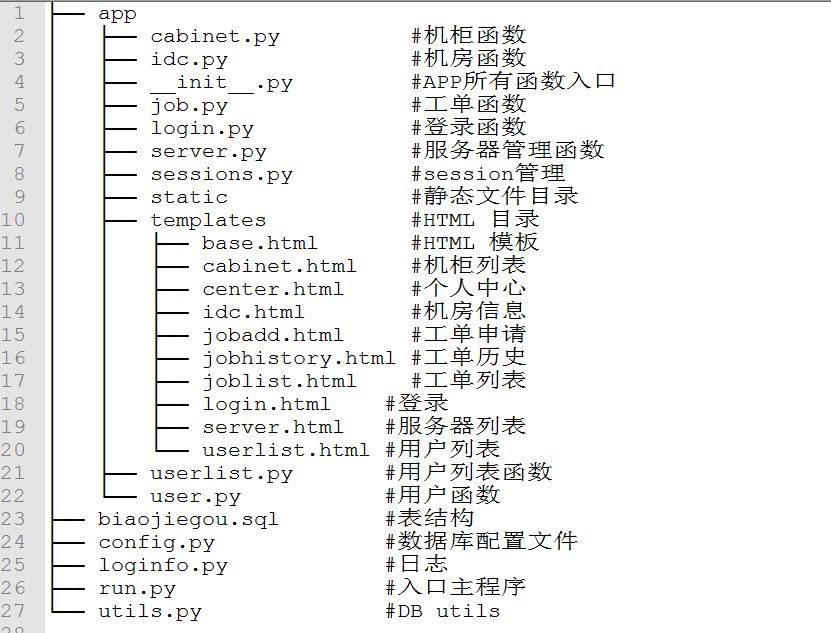 1 ├── app
2 │   ├── cabinet.py          #机柜函数
3 │   ├── idc.py              #机房函数
4 │   ├── __init__.py         #APP所有函数入口
5 │   ├── job.py              #工单函数
6 │   ├── login.py            #登录函数
7 │   ├── server.py           #服务器管理函数
8 │   ├── sessions.py         #session管理
9 │   ├── static              #静态文件目录
10 │   ├── templates           #HTML 目录
11 │   │   ├── base.html       #HTML 模板
12 │   │   ├── cabinet.html    #机柜列表
13 │   │   ├── center.html     #个人中心
14 │   │   ├── idc.html        #机房信息
15 │   │   ├── jobadd.html     #工单申请
16 │   │   ├── jobhistory.html #工单历史
17 │   │   ├── joblist.html    #工单列表
18 │   │   ├── login.html    #登录
19 │   │   ├── server.html   #服务器列表
20 │   │   └── userlist.html #用户列表
21 │   ├── userlist.py       #用户列表函数
22 │   └── user.py           #用户函数
23 ├── biaojiegou.sql        #表结构
24 ├── config.py             #数据库配置文件
25 ├── loginfo.py            #日志
26 ├── run.py                #入口主程序
27 └── utils.py              #DB utils